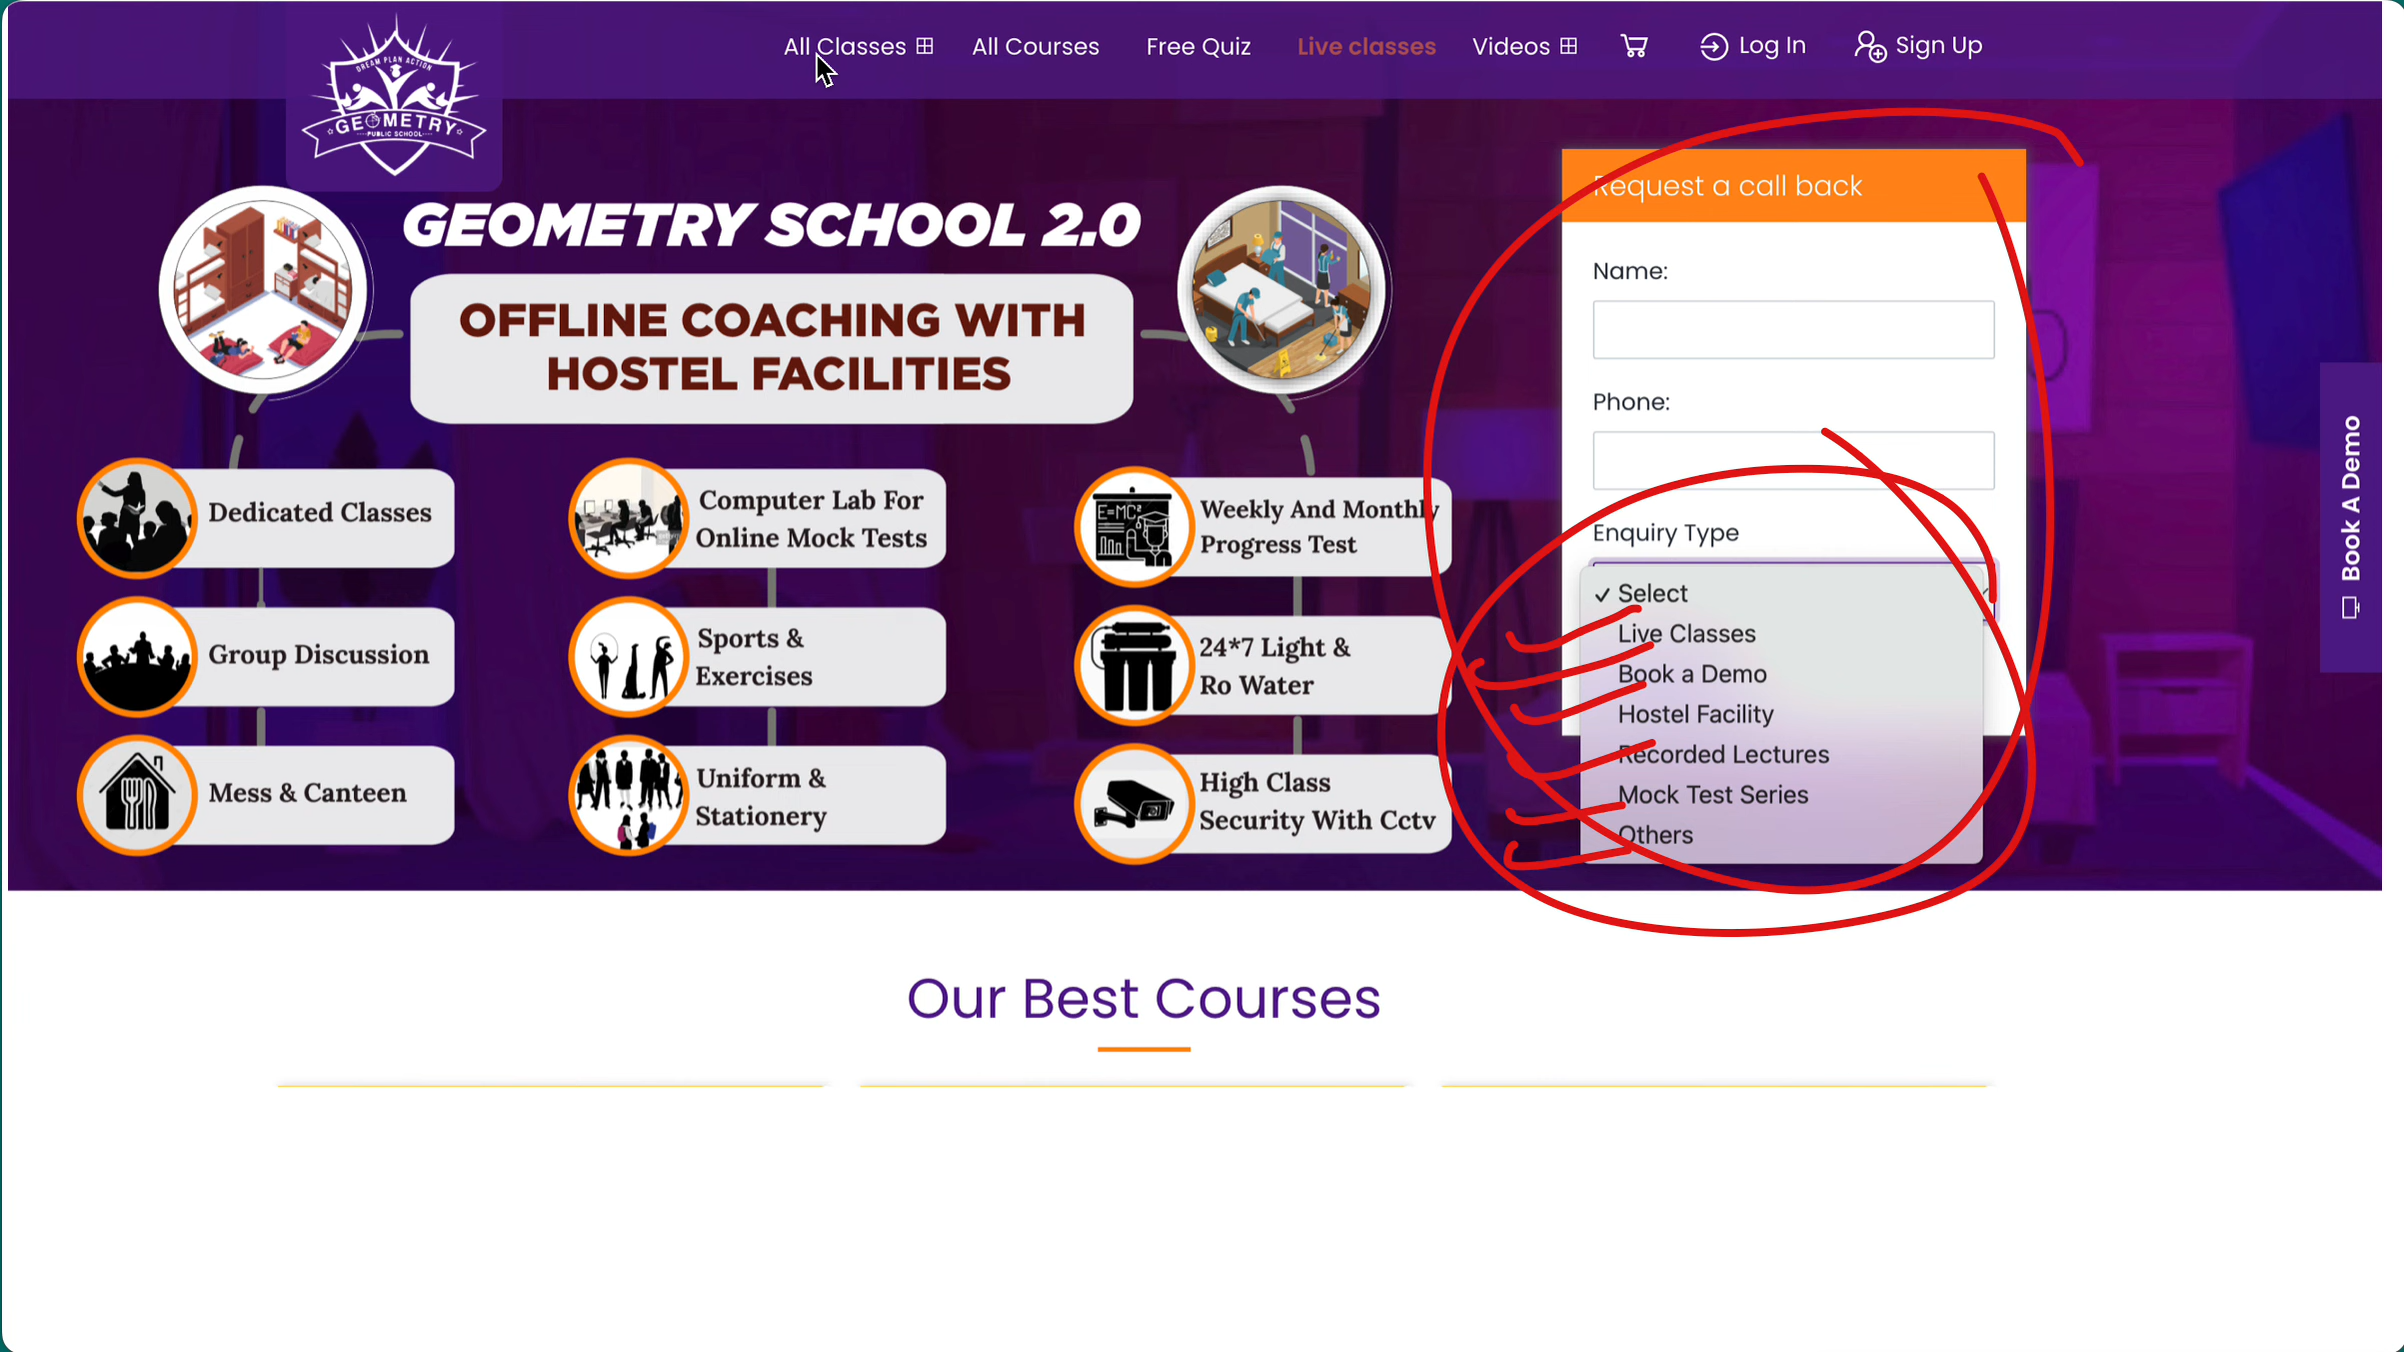 All Classes
All Courses
Free Quiz
Live classes
Videos
Log In
Sign Up
DREAM PLAN ACTION
GEOMETRY
PUBLIC SCHOOL
GEOMETRY SCHOOL 2.0
OFFLINE COACHING WITH
HOSTEL FACILITIES
Dedicated Classes
Computer Lab For
Online Mock Tests
E=MC²
Weekly And Monthly
Progress Test
Group Discussion
Sports &
Exercises
24*7 Light &
Ro Water
Mess & Canteen
Uniform &
Stationery
High Class
Security With Cctv
Request a call back
Name:
Phone:
Enquiry Type
✓ Select
Live Classes
Book a Demo
Hostel Facility
Recorded Lectures
Mock Test Series
Others
Book A Demo
Our Best Courses